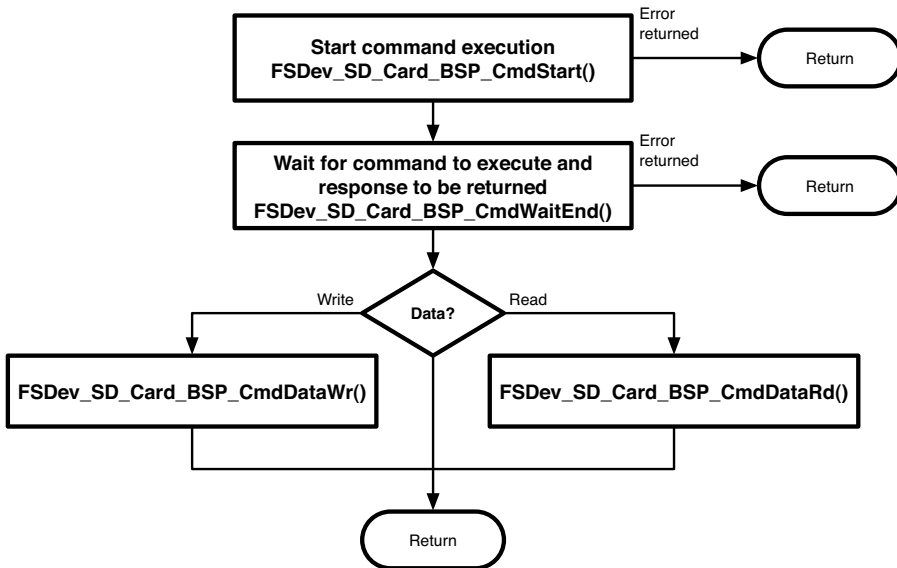 Start command execution
FSDev_SD_Card_BSP_CmdStart()
Error
returned
Return
Wait for command to execute and
response to be returned
FSDev_SD_Card_BSP_CmdWaitEnd()
Error
returned
Return
Write
Data?
Read
FSDev_SD_Card_BSP_CmdDataWr()
FSDev_SD_Card_BSP_CmdDataRd()
Return